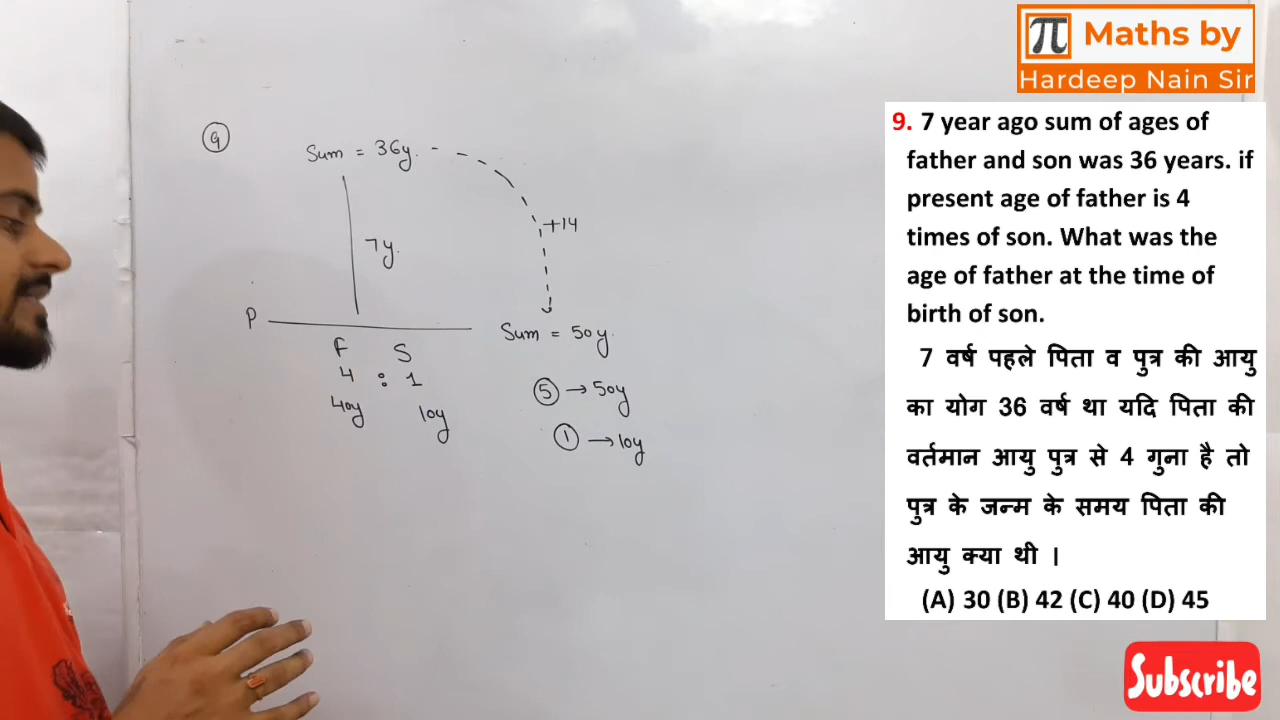 π Maths by
Hardeep Nain Sir
9
Sum = 36y.
+14
7y.
P
Sum = 50y.
F S
4 : 1
40y 10y
5 → 50y
1 → 10y
9. 7 year ago sum of ages of
father and son was 36 years. if
present age of father is 4
times of son. What was the
age of father at the time of
birth of son.
7 वर्ष पहले पिता व पुत्र की आयु
का योग 36 वर्ष था यदि पिता की
वर्तमान आयु पुत्र से 4 गुना है तो
पुत्र के जन्म के समय पिता की
आयु क्या थी ।
(A) 30 (B) 42 (C) 40 (D) 45
Subscribe